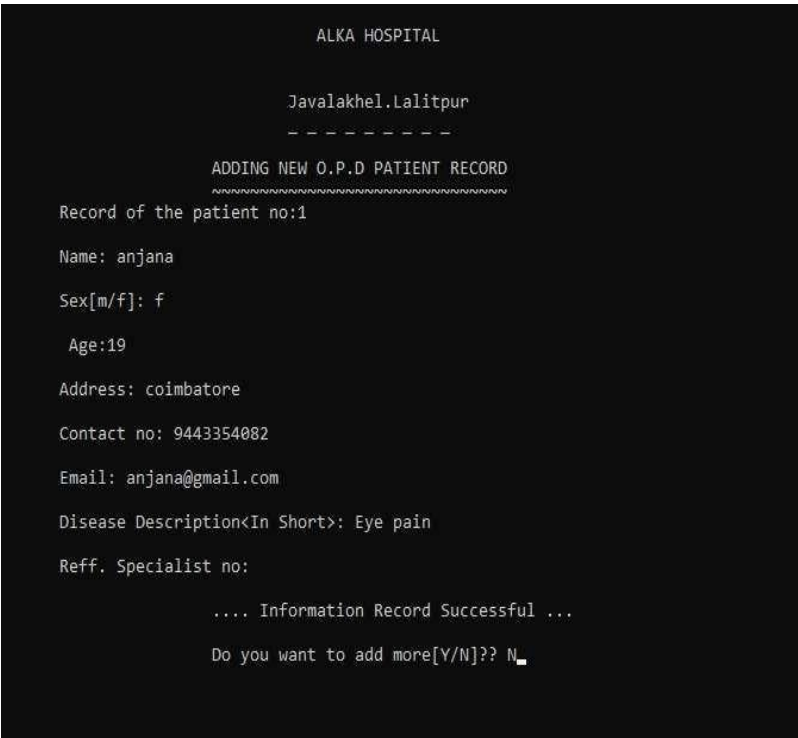 ALKA HOSPITAL
Javalakhel.Lalitpur
_ _ _ _ _ _ _ _ _
ADDING NEW O.P.D PATIENT RECORD
~~~~~~~~~~~~~~~~~~~~~~~~~~~~~~~
Record of the patient no:1
Name: anjana
Sex[m/f]: f
Age:19
Address: coimbatore
Contact no: 9443354082
Email: anjana@gmail.com
Disease Description<In Short>: Eye pain
Reff. Specialist no:
.... Information Record Successful ...
Do you want to add more[Y/N]?? N